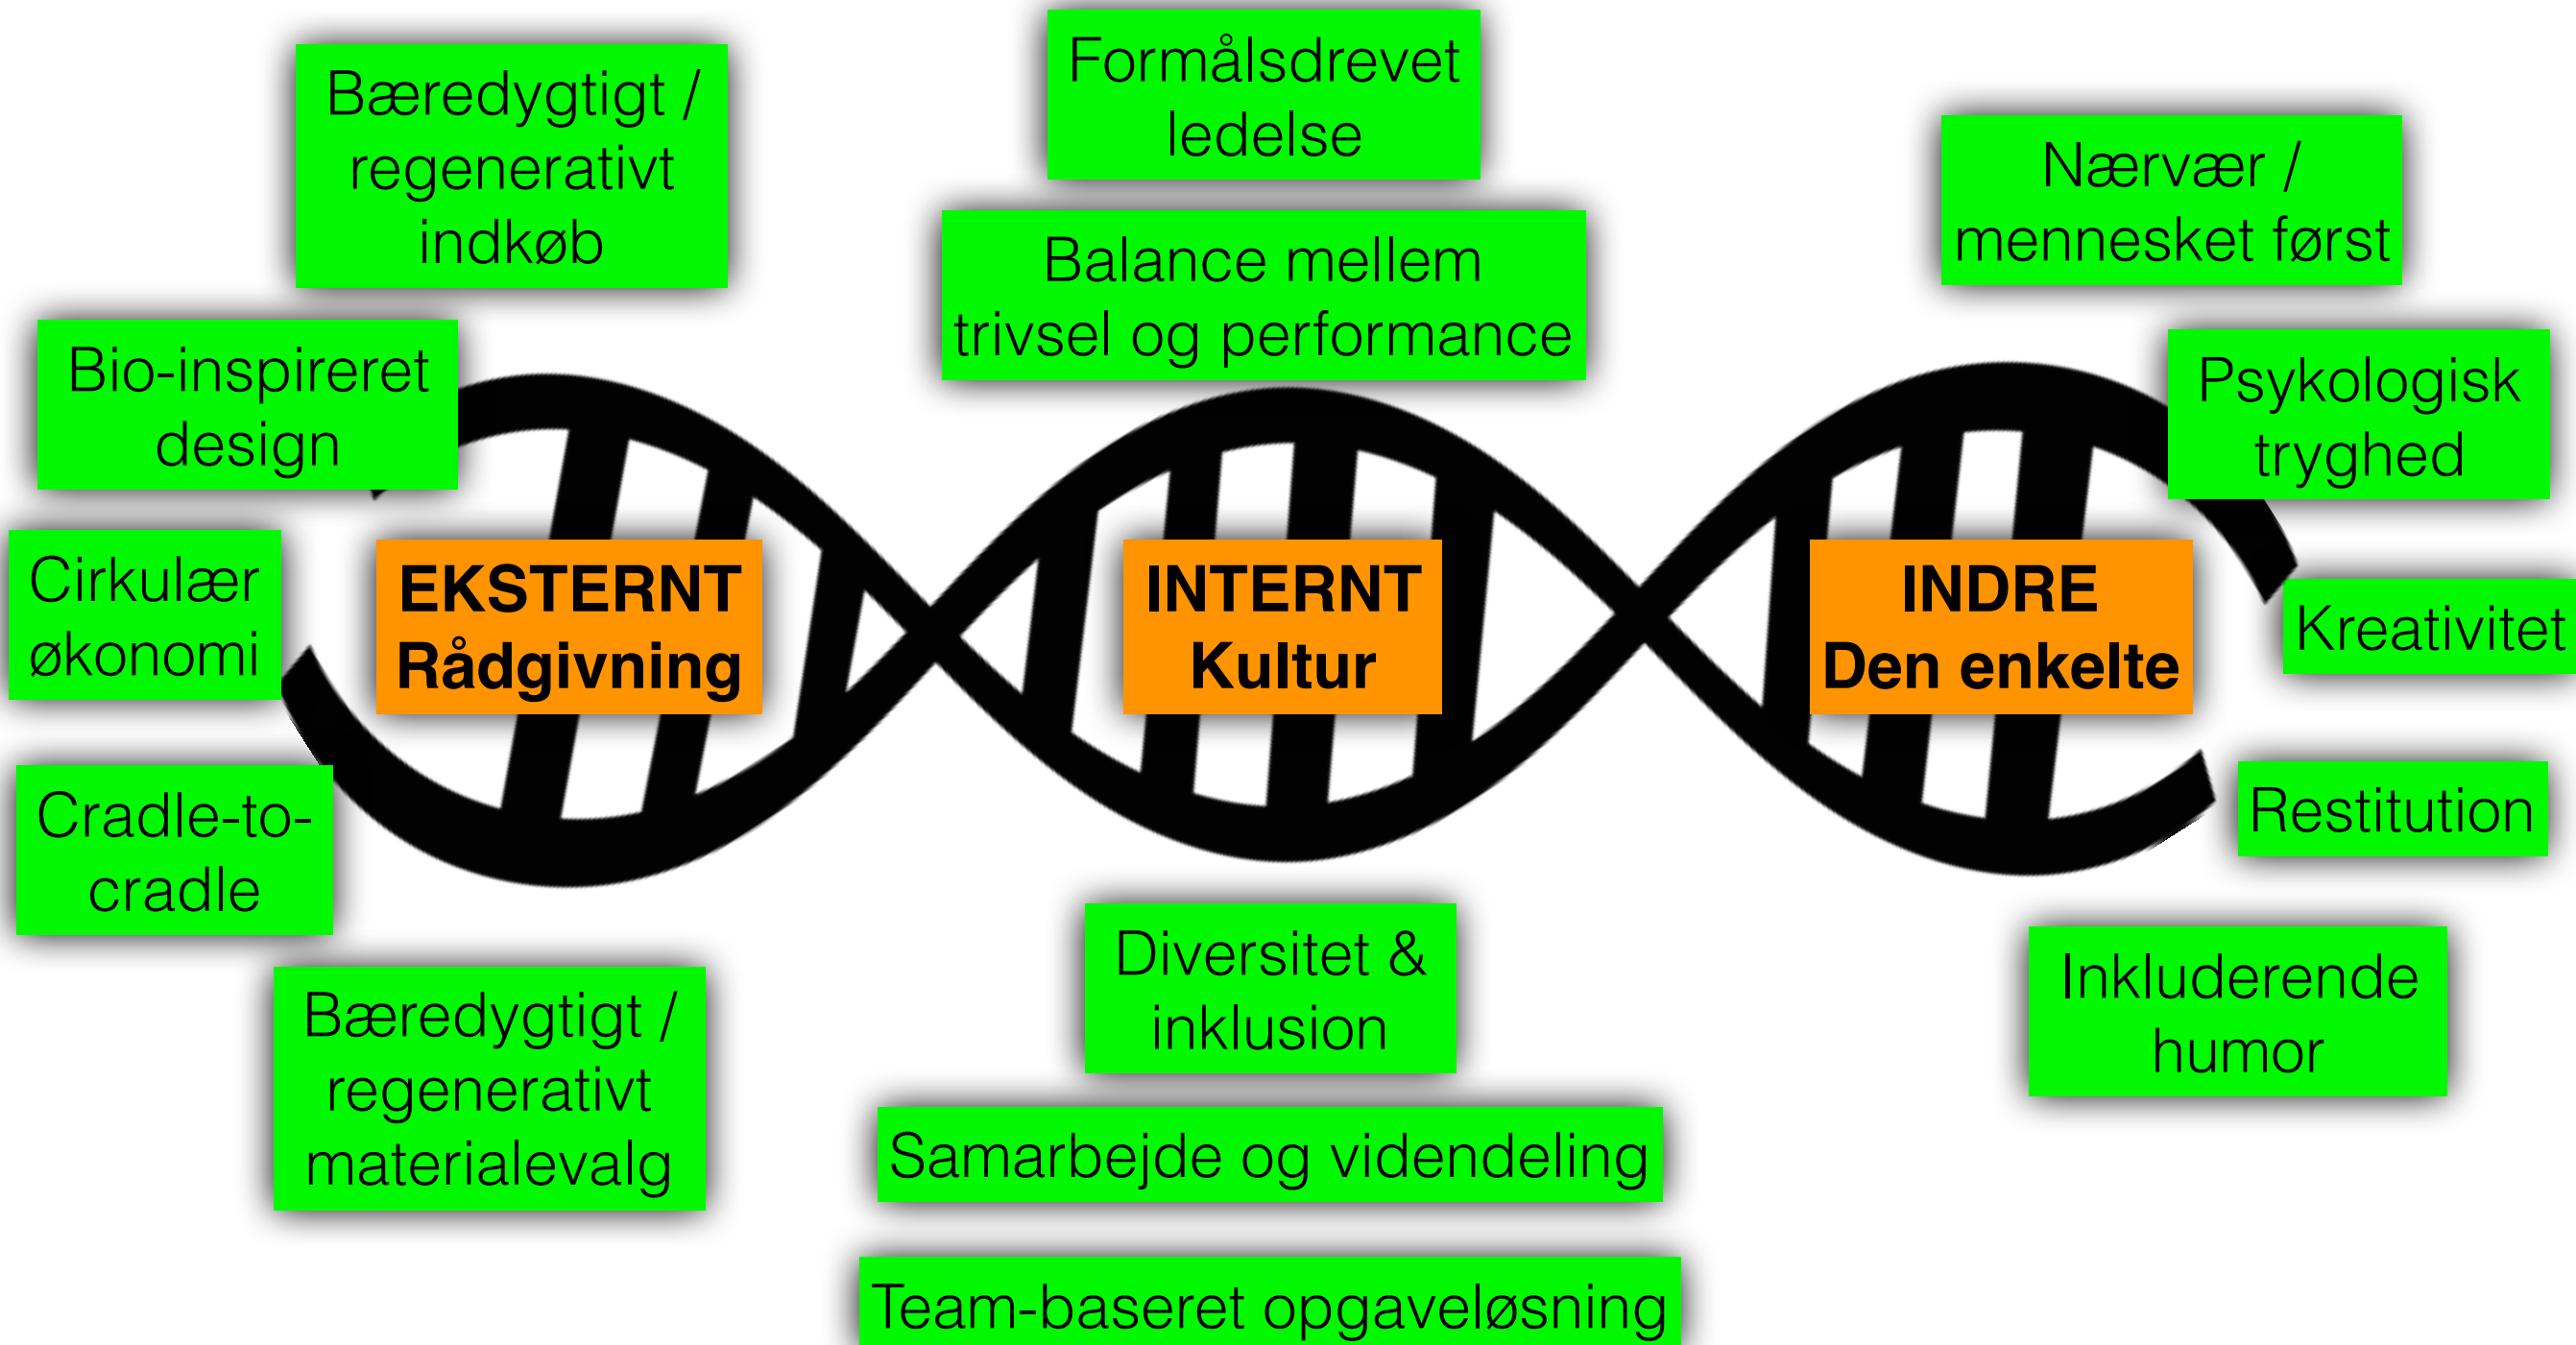 Bæredygtigt /
regenerativt
indkøb
Bio-inspireret
design
Cirkulær
økonomi
Cradle-to-
cradle
Bæredygtigt /
regenerativt
materialevalg
EKSTERNT
Rådgivning
Formålsdrevet
ledelse
Balance mellem
trivsel og performance
INTERNT
Kultur
Diversitet &
inklusion
Samarbejde og videndeling
Team-baseret opgaveløsning
Nærvær /
mennesket først
Psykologisk
tryghed
INDRE
Den enkelte
Kreativitet
Restitution
Inkluderende
humor